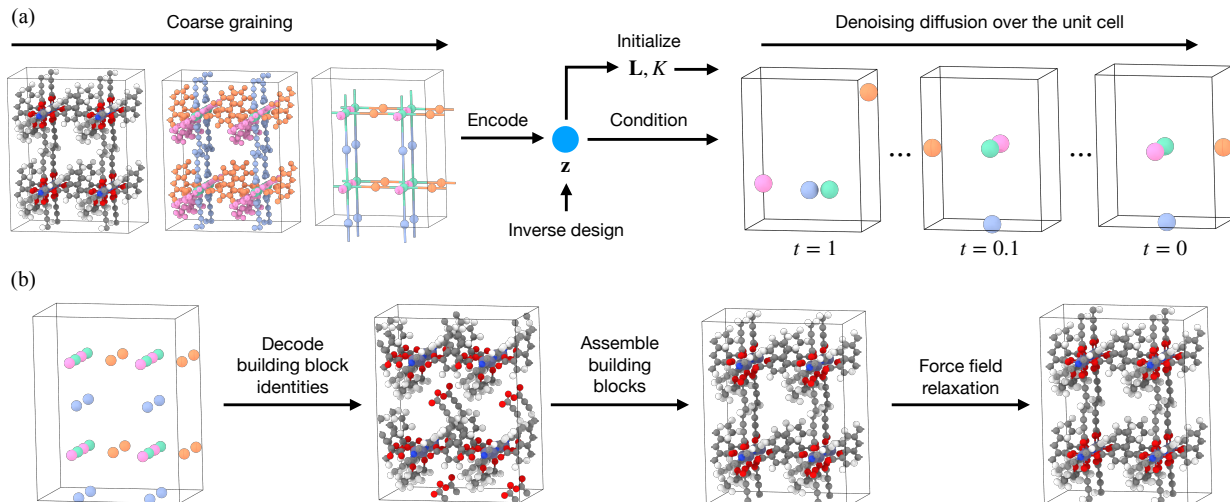 (a)
Coarse graining
Encode
Initialize
L, K
Condition
z
Inverse design
Denoising diffusion over the unit cell
...
...
t = 1
t = 0.1
t = 0
(b)
Decode
building block
identities
Assemble
building
blocks
Force field
relaxation